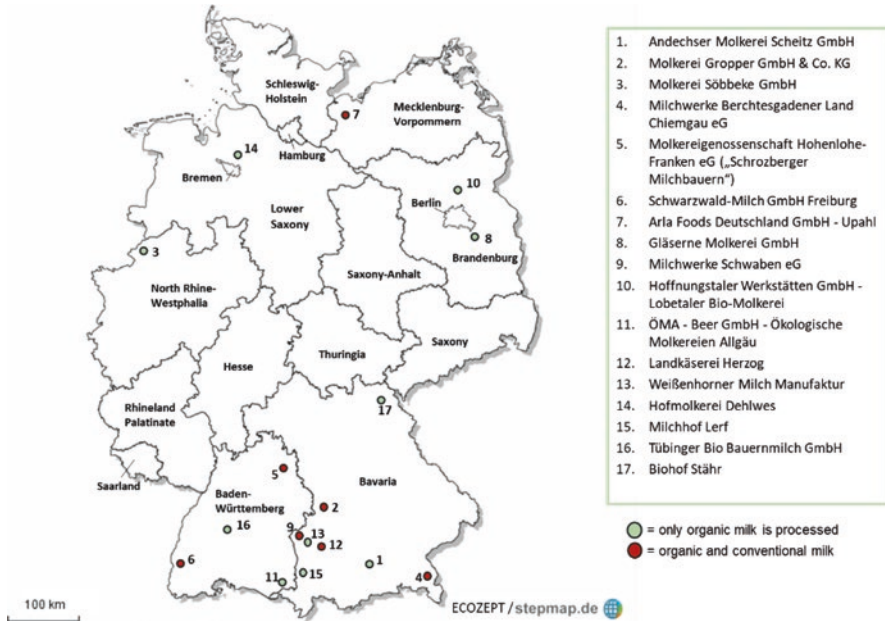 Schleswig-
Holstein
Mecklenburg-
Vorpommern
7
Hamburg
14
Bremen
10
Berlin
Lower
Saxony
8
Brandenburg
3
Saxony-Anhalt
North Rhine-
Westphalia
Saxony
Thuringia
Hesse
17
Rhineland
Palatinate
Saarland
5
Bavaria
Baden-
Württemberg
2
16
9
13
12
6
1
15
11
4
100 km
ECOZEPT / stepmap.de
1. Andechser Molkerei Scheitz GmbH
2. Molkerei Gropper GmbH & Co. KG
3. Molkerei Söbbeke GmbH
4. Milchwerke Berchtesgadener Land
Chiemgau eG
5. Molkereigenossenschaft Hohenlohe-
Franken eG („Schrozberger
Milchbauern“)
6. Schwarzwald-Milch GmbH Freiburg
7. Arla Foods Deutschland GmbH - Upahl
8. Gläserne Molkerei GmbH
9. Milchwerke Schwaben eG
10. Hoffnungstaler Werkstätten GmbH -
Lobetaler Bio-Molkerei
11. ÖMA - Beer GmbH - Ökologische
Molkereien Allgäu
12. Landkäserei Herzog
13. Weißenhorner Milch Manufaktur
14. Hofmolkerei Dehlwes
15. Milchhof Lerf
16. Tübinger Bio Bauernmilch GmbH
17. Biohof Stähr
= only organic milk is processed
= organic and conventional milk